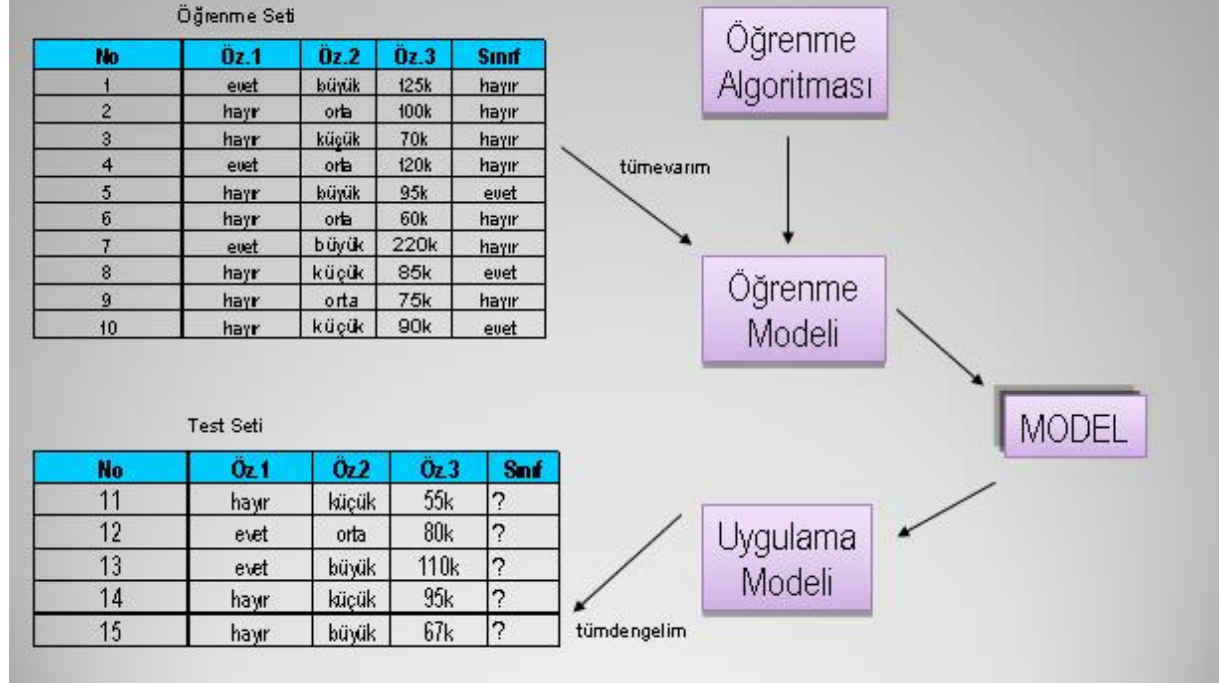 Öğrenme Seti
No Öz.1 Öz.2 Öz.3 Sınıf
1 evet büyük 125k hayır
2 hayır orta 100k hayır
3 hayır küçük 70k hayır
4 evet orta 120k hayır
5 hayır büyük 95k evet
6 hayır orta 60k hayır
7 evet büyük 220k hayır
8 hayır küçük 85k evet
9 hayır orta 75k hayır
10 hayır küçük 90k evet
Öğrenme
Algoritması
tümevarım
Öğrenme
Modeli
MODEL
Test Seti
No Öz.1 Öz.2 Öz.3 Sınıf
11 hayır küçük 55k ?
12 evet orta 80k ?
13 evet büyük 110k ?
14 hayır küçük 95k ?
15 hayır büyük 67k ?
Uygulama
Modeli
tümdengelim